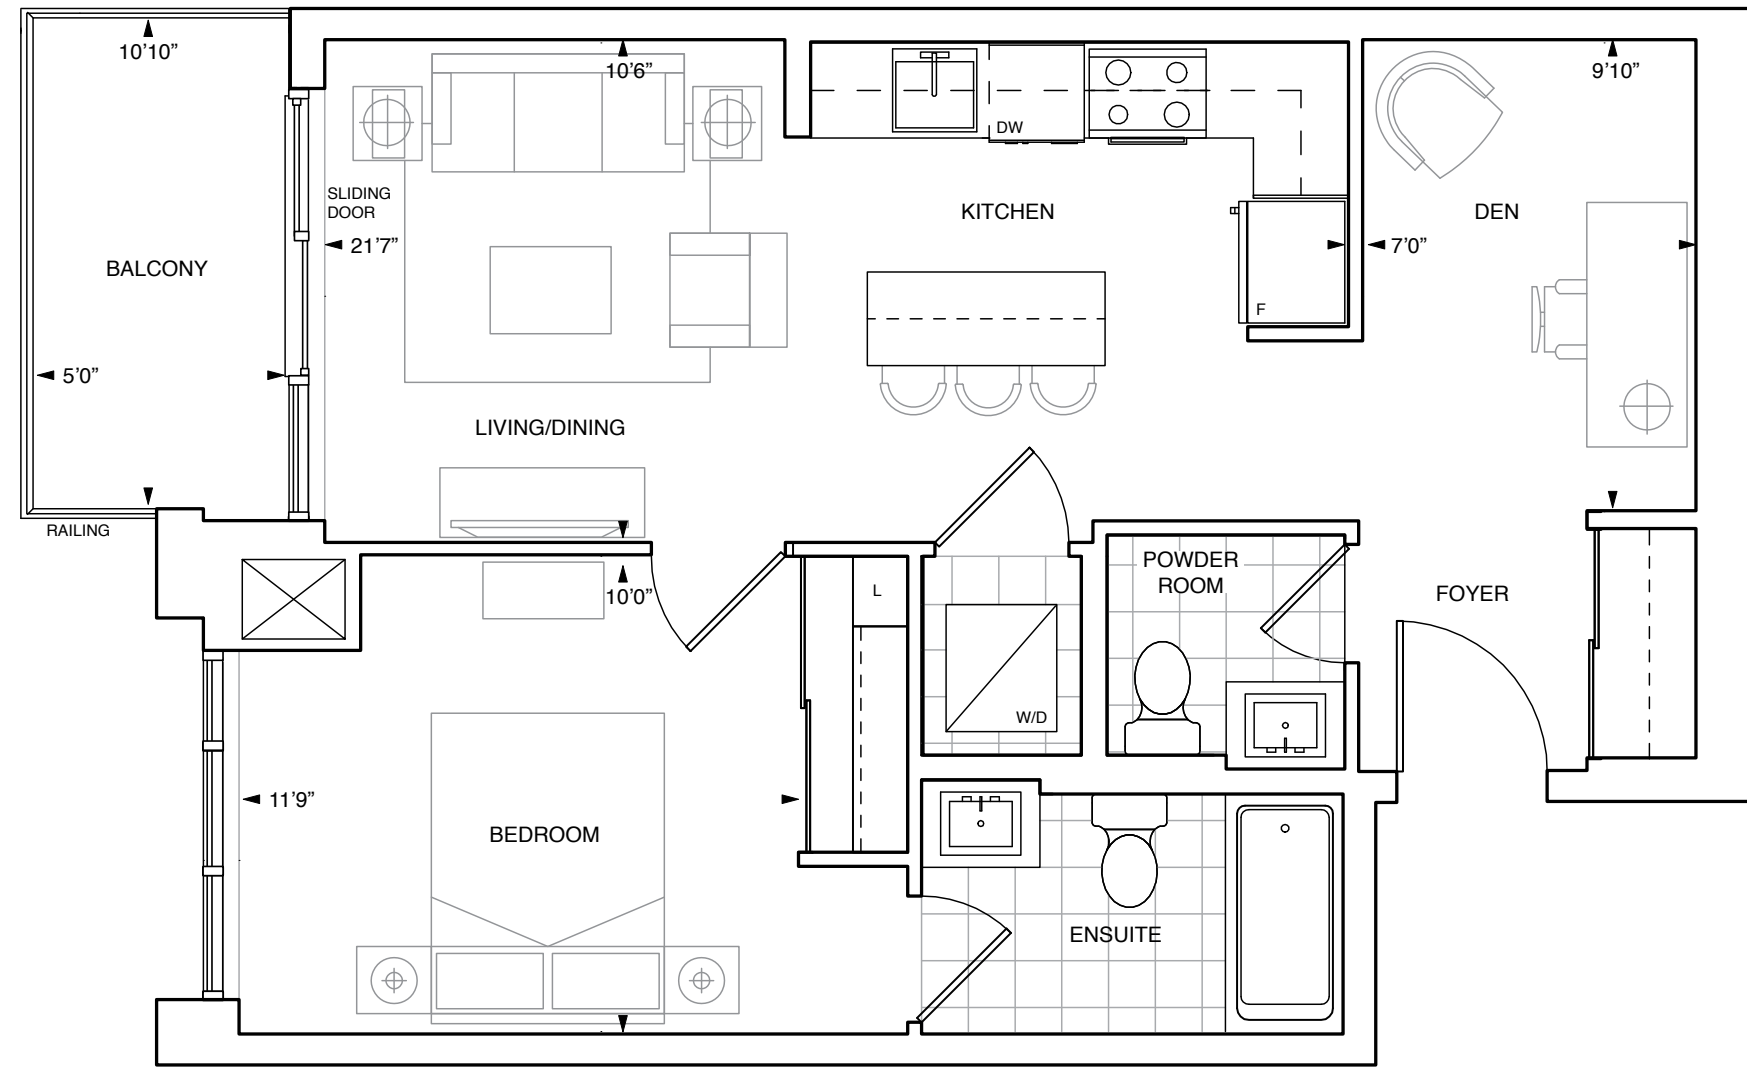 10’10”
10’6”
9’10”
DW
SLIDING
DOOR
KITCHEN
DEN
21’7”
7’0”
BALCONY
F
5’0”
LIVING/DINING
RAILING
POWDER
ROOM
10’0”
L
FOYER
W/D
11’9”
BEDROOM
ENSUITE